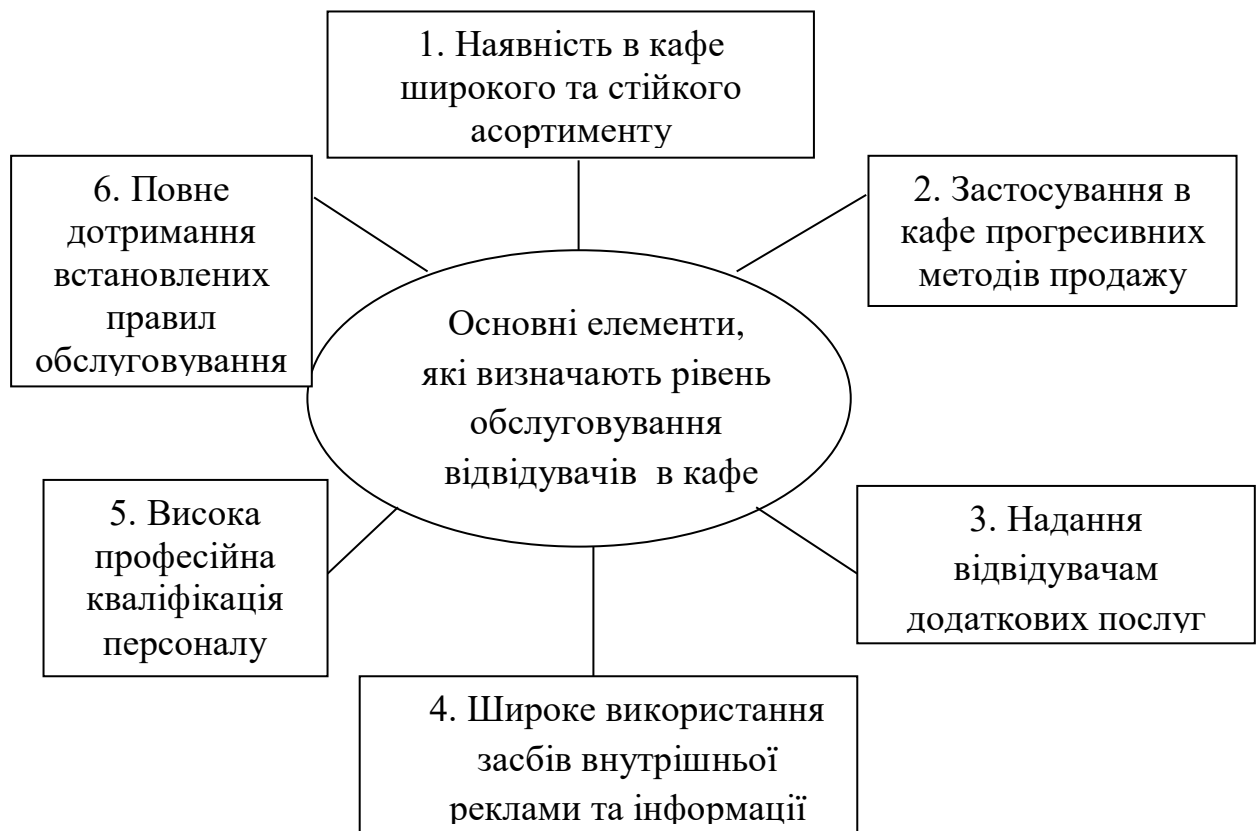 1. Наявність в кафе
широкого та стійкого
асортименту
6. Повне
дотримання
встановлених
правил
обслуговування
2. Застосування в
кафе прогресивних
методів продажу
Основні елементи,
які визначають рівень
обслуговування
відвідувачів в кафе
5. Висока
професійна
кваліфікація
персоналу
3. Надання
відвідувачам
додаткових послуг
4. Широке використання
засбів внутрішньої
реклами та інформації